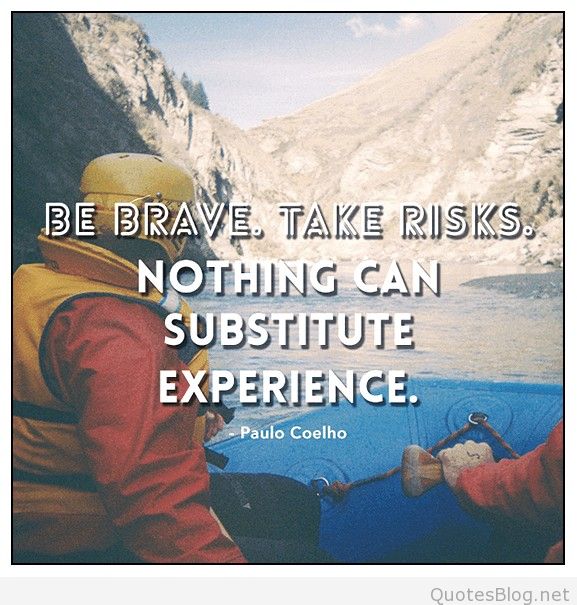 BE BRAVE. TAKE RISKS.
NOTHING CAN
SUBSTITUTE
EXPERIENCE.
- Paulo Coelho
QuotesBlog.net